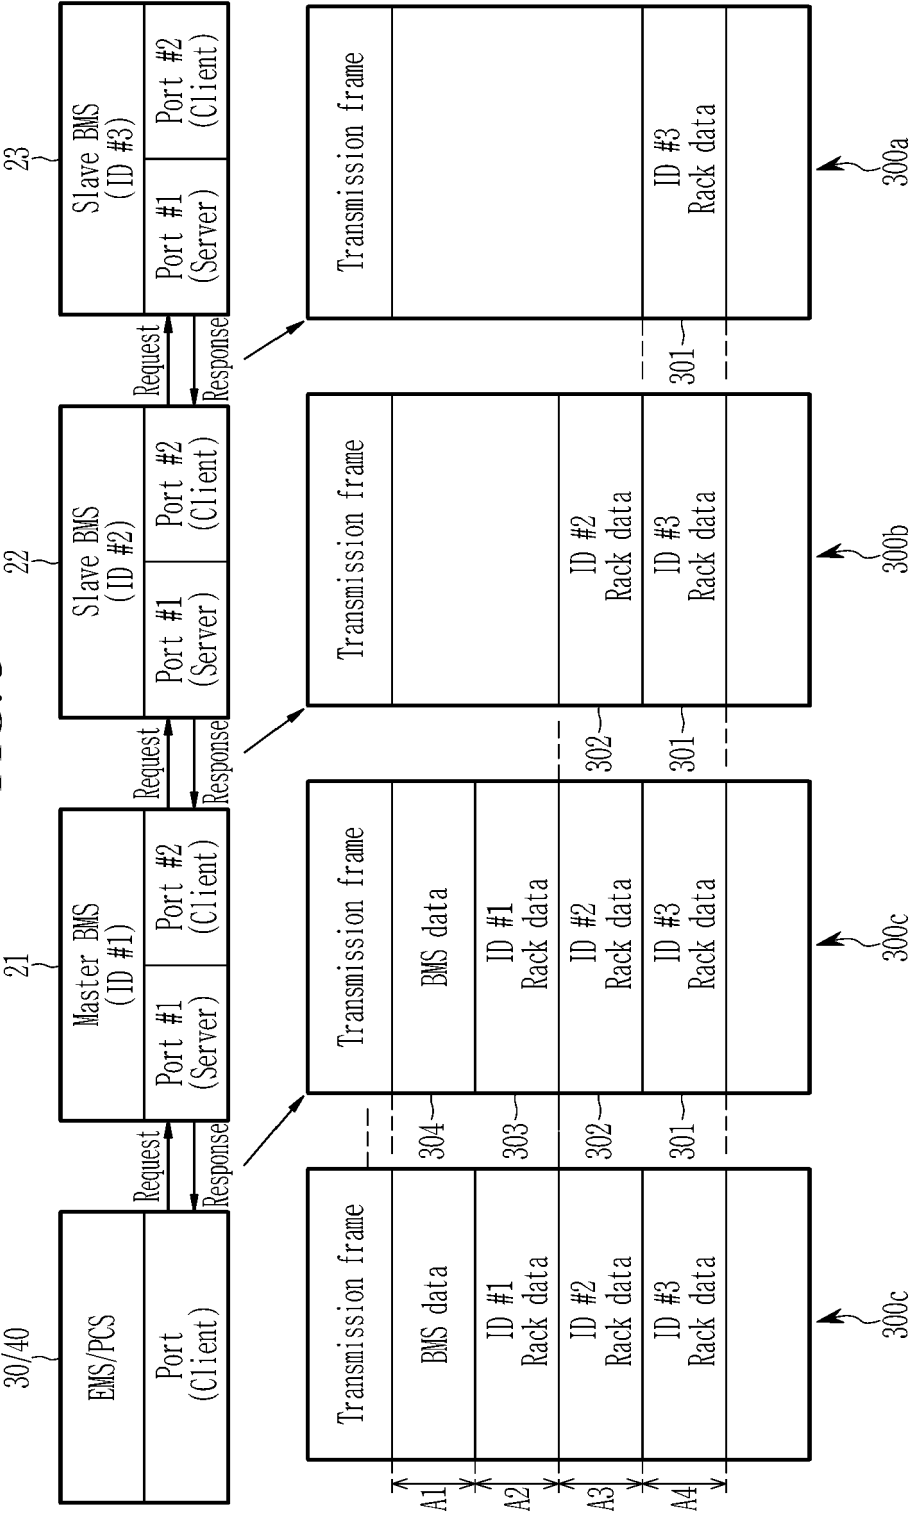 30/40
21
22
23
EMS/PCS
Port
(Client)
Request
Response
Master BMS
(ID #1)
Port #1
(Server)
Port #2
(Client)
Request
Response
Slave BMS
(ID #2)
Port #1
(Server)
Port #2
(Client)
Request
Response
Slave BMS
(ID #3)
Port #1
(Server)
Port #2
(Client)
A1
A2
A3
A4
Transmission frame
BMS data
ID #1
Rack data
ID #2
Rack data
ID #3
Rack data
300c
304
303
302
301
Transmission frame
BMS data
ID #1
Rack data
ID #2
Rack data
ID #3
Rack data
300c
302
301
Transmission frame
ID #2
Rack data
ID #3
Rack data
300b
301
Transmission frame
ID #3
Rack data
300a